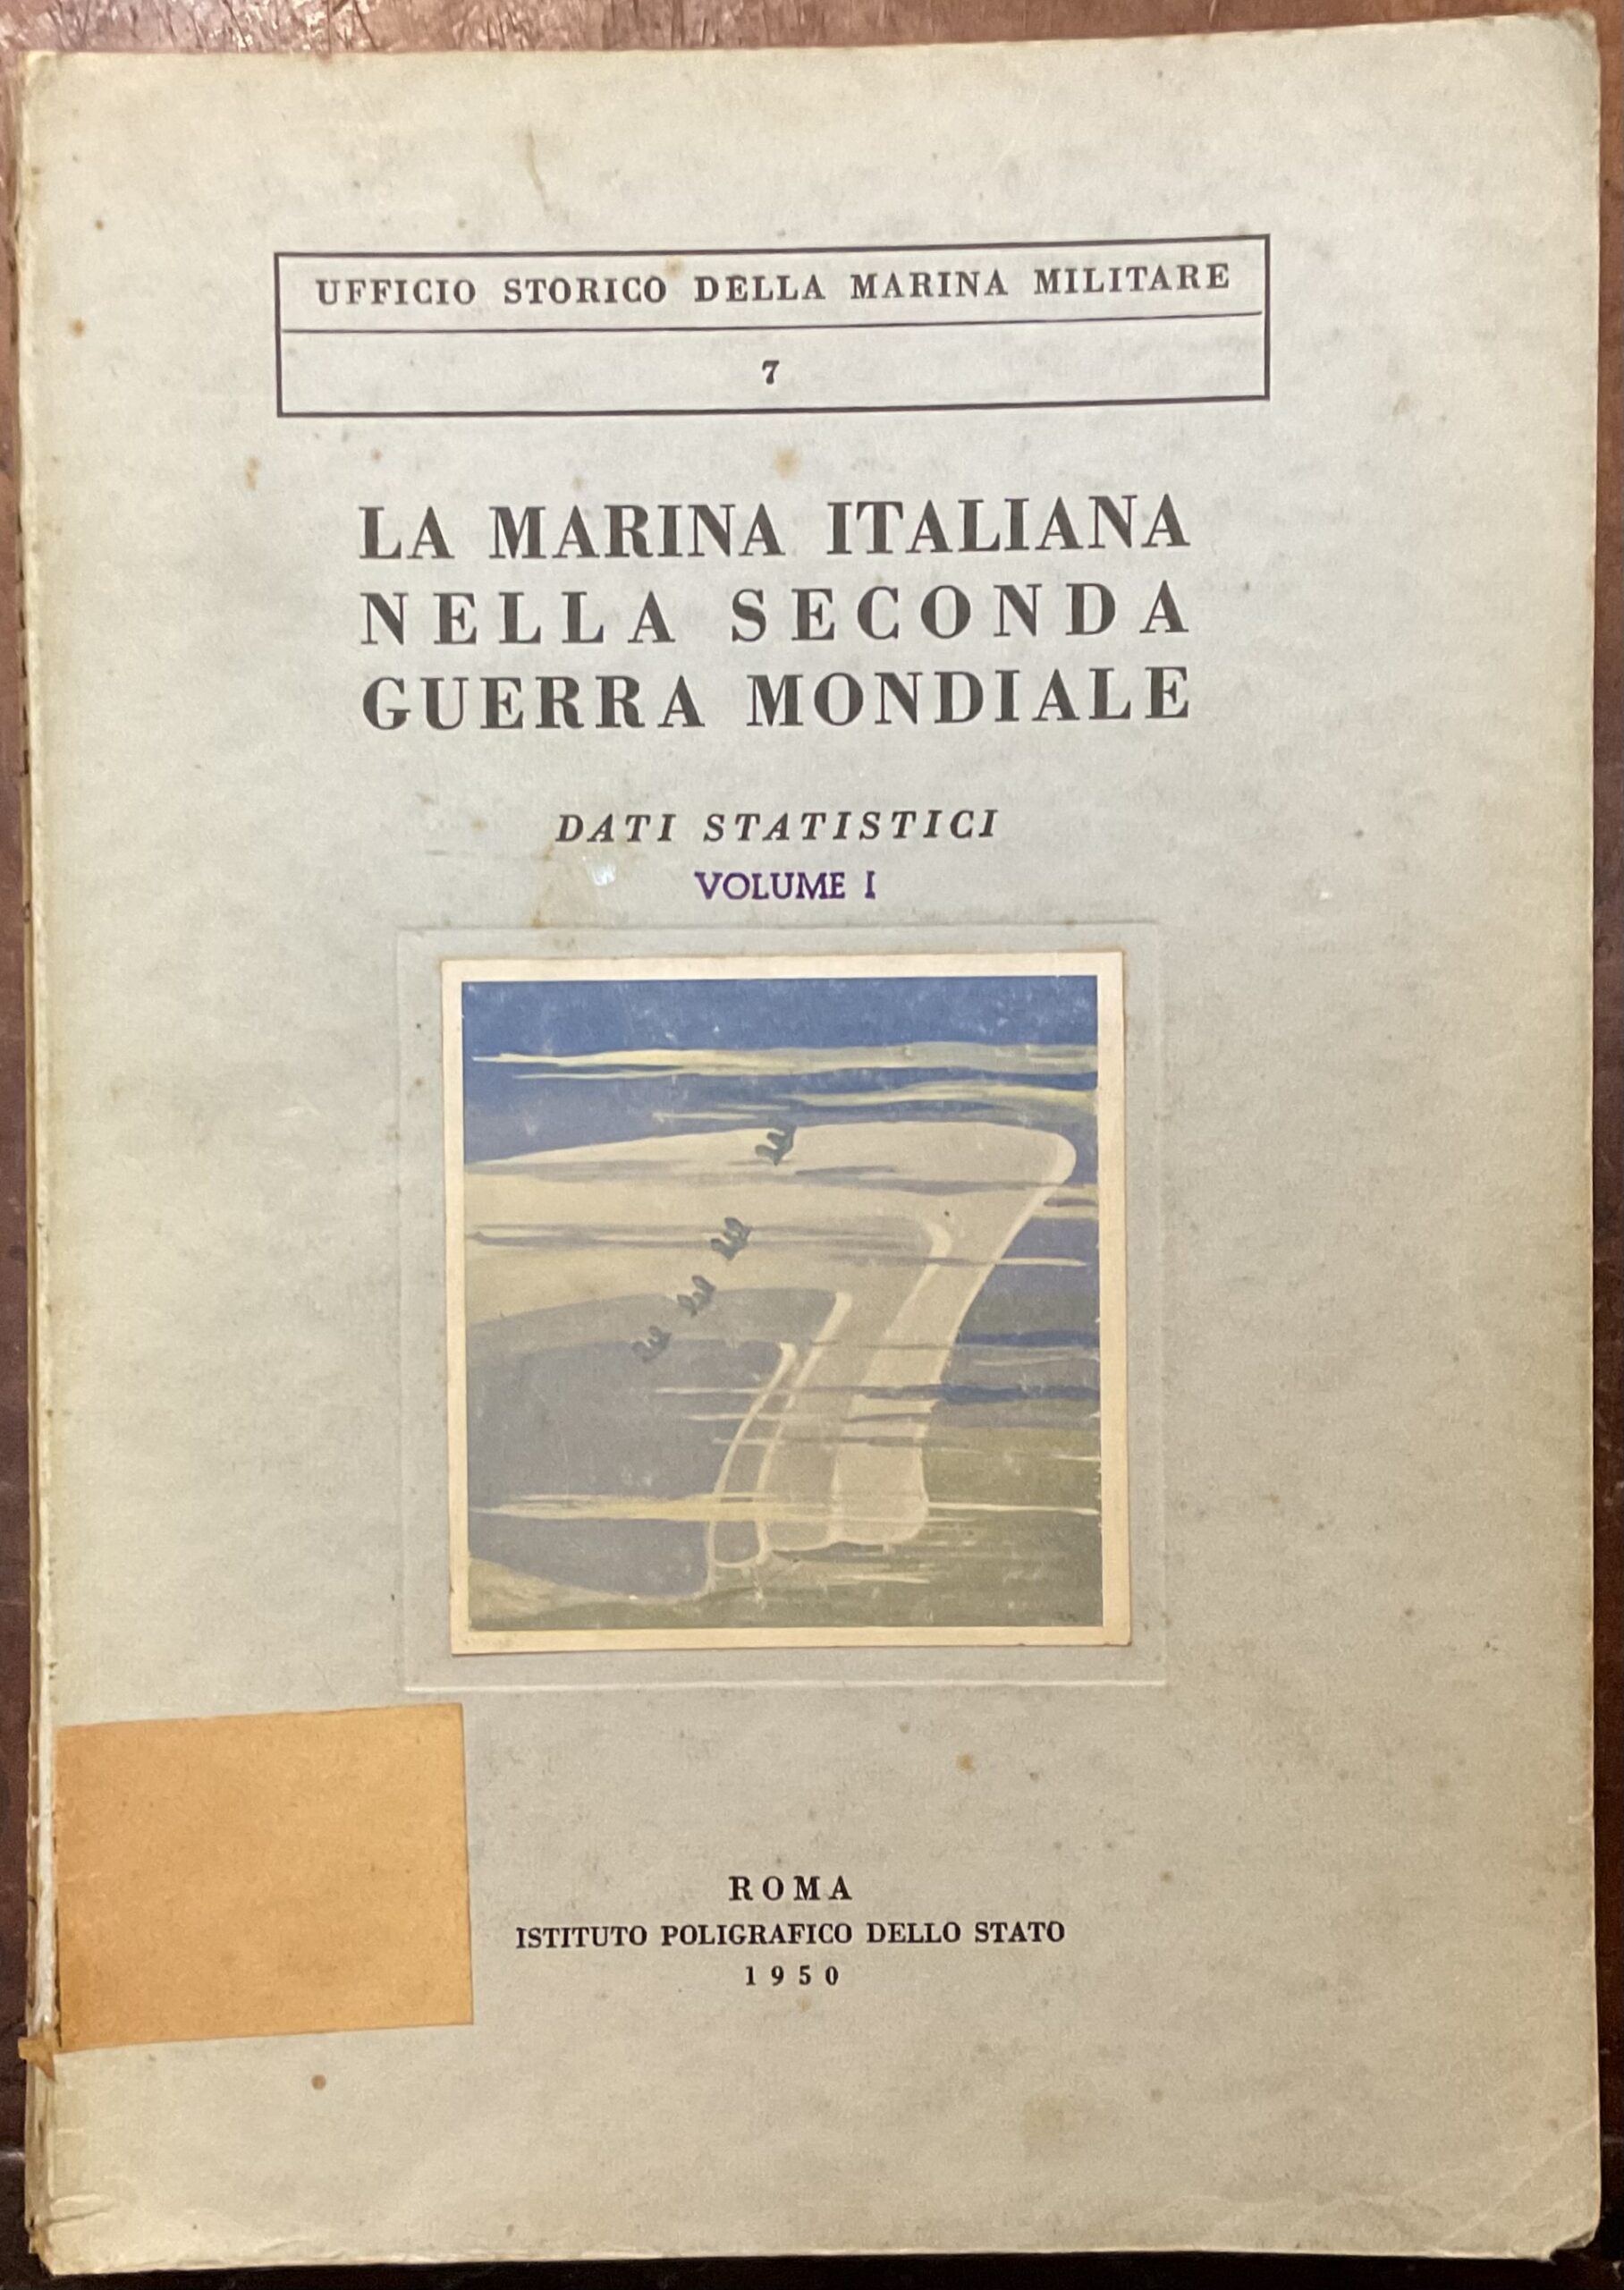 UFFICIO STORICO DELLA MARINA MILITARE
7
LA MARINA ITALIANA
NELLA SECONDA
GUERRA MONDIALE
DATI STATISTICI
VOLUME I
ROMA
ISTITUTO POLIGRAFICO DELLO STATO
1950